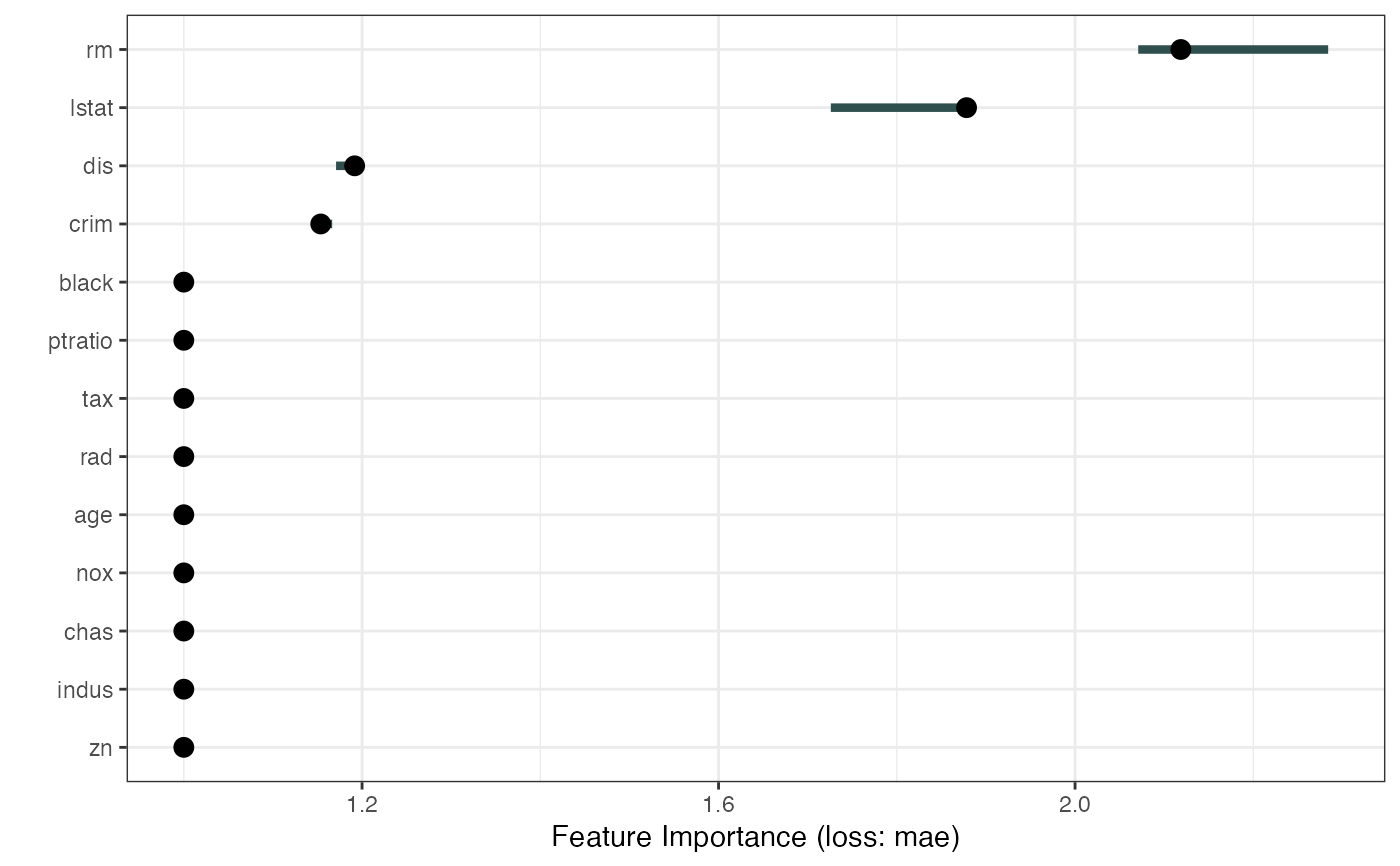 rm
lstat
dis
crim
black
ptratio
tax
rad
age
nox
chas
indus
zn
1.2 1.6 2.0
Feature Importance (loss: mae)